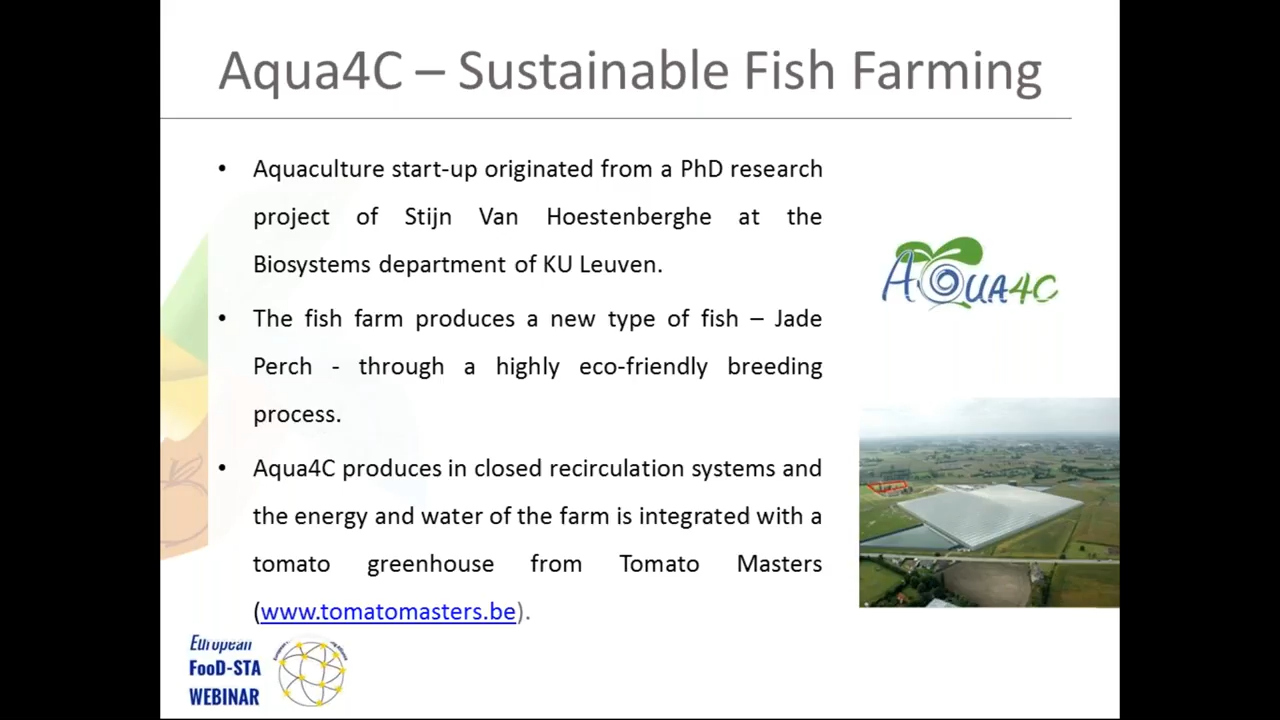 Aqua4C – Sustainable Fish Farming
• Aquaculture start-up originated from a PhD research
project of Stijn Van Hoestenberghe at the
Biosystems department of KU Leuven.
• The fish farm produces a new type of fish – Jade
Perch - through a highly eco-friendly breeding
process.
• Aqua4C produces in closed recirculation systems and
the energy and water of the farm is integrated with a
tomato greenhouse from Tomato Masters
(www.tomatomasters.be).
AQUA4C
European
FooD-STA
WEBINAR